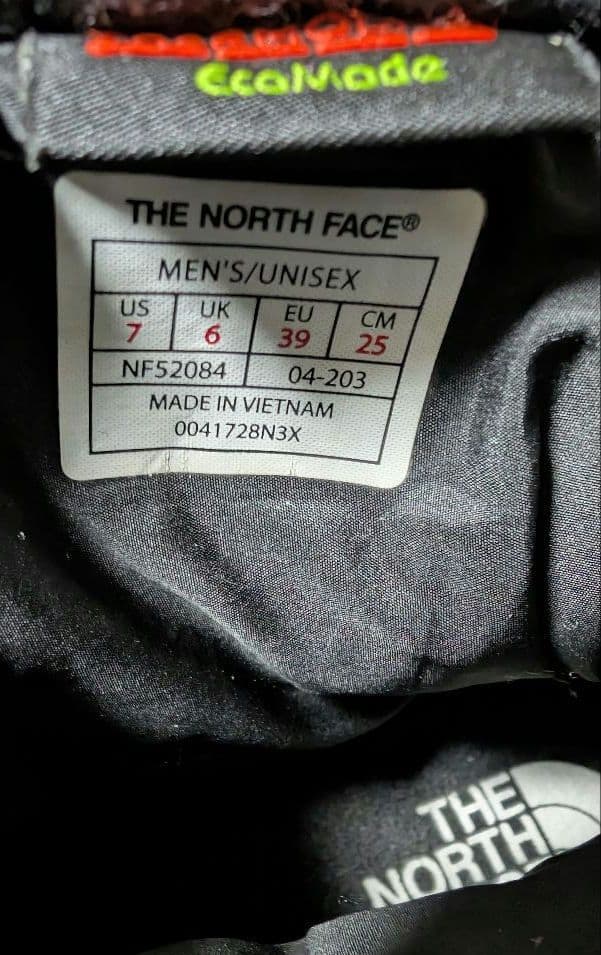 EcoMade
THE NORTH FACE®
MEN'S/UNISEX
US UK EU CM
7 6 39 25
NF52084 04-203
MADE IN VIETNAM
0041728N3X
THE
NORTH